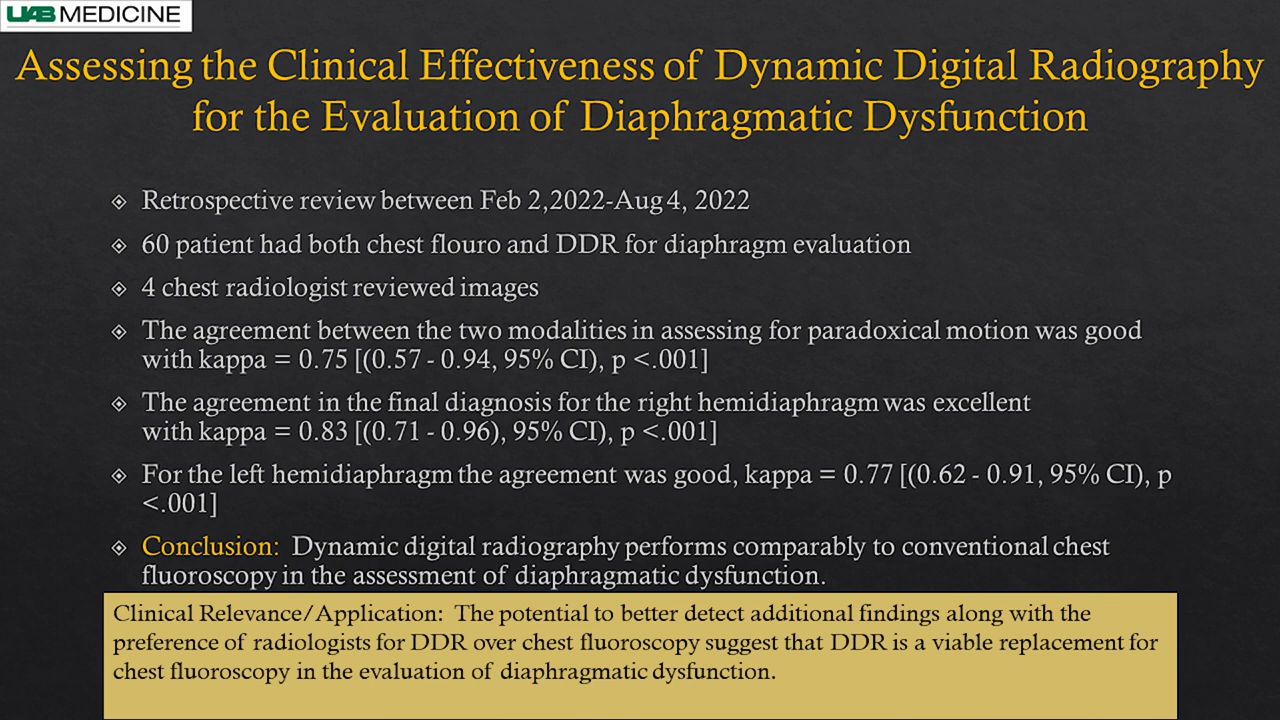 UAB MEDICINE
Assessing the Clinical Effectiveness of Dynamic Digital Radiography
for the Evaluation of Diaphragmatic Dysfunction
Retrospective review between Feb 2,2022-Aug 4, 2022
60 patient had both chest flouro and DDR for diaphragm evaluation
4 chest radiologist reviewed images
The agreement between the two modalities in assessing for paradoxical motion was good
with kappa = 0.75 [(0.57 - 0.94, 95% CI), p <.001]
The agreement in the final diagnosis for the right hemidiaphragm was excellent
with kappa = 0.83 [(0.71 - 0.96), 95% CI), p <.001]
For the left hemidiaphragm the agreement was good, kappa = 0.77 [(0.62 - 0.91, 95% CI), p
<.001]
Conclusion: Dynamic digital radiography performs comparably to conventional chest
fluoroscopy in the assessment of diaphragmatic dysfunction.
Clinical Relevance/Application: The potential to better detect additional findings along with the
preference of radiologists for DDR over chest fluoroscopy suggest that DDR is a viable replacement for
chest fluoroscopy in the evaluation of diaphragmatic dysfunction.